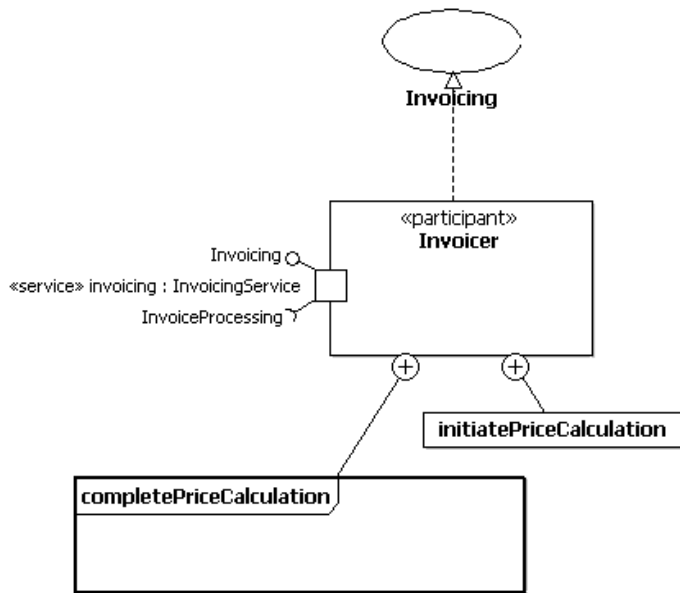 Invoicing
«participant»
Invoicer
Invoicing
«service» invoicing : InvoicingService
InvoiceProcessing
initiatePriceCalculation
completePriceCalculation